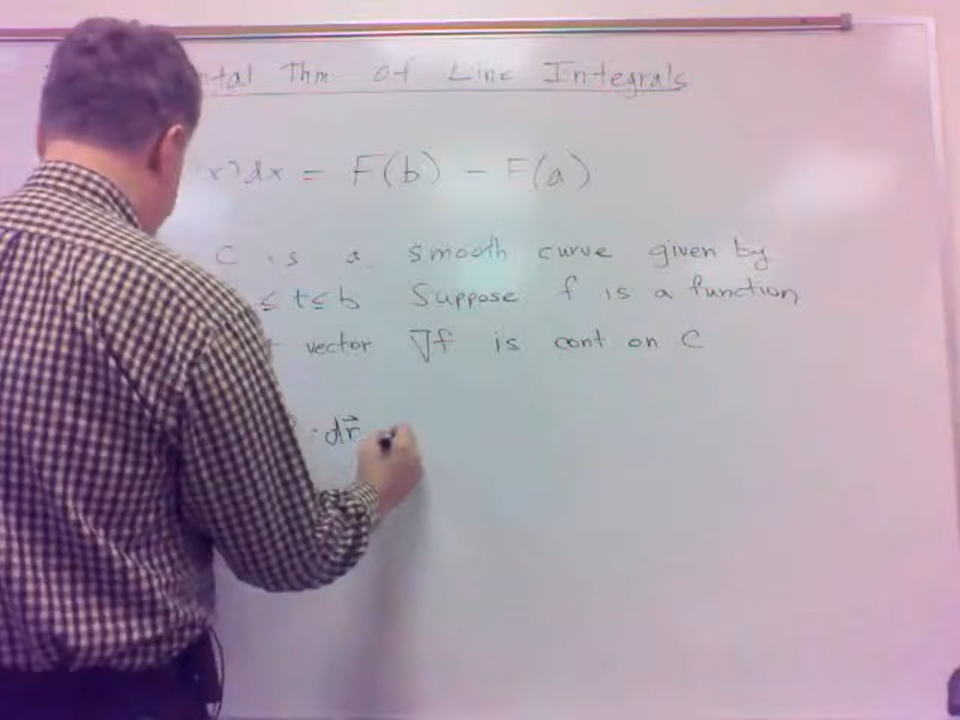 ntal Thm of Line Integrals
x) dx = F(b) - F(a)
C is a smooth curve given by
≤ t ≤ b Suppose f is a function
vector ∇f is cont on C
· dr⃗